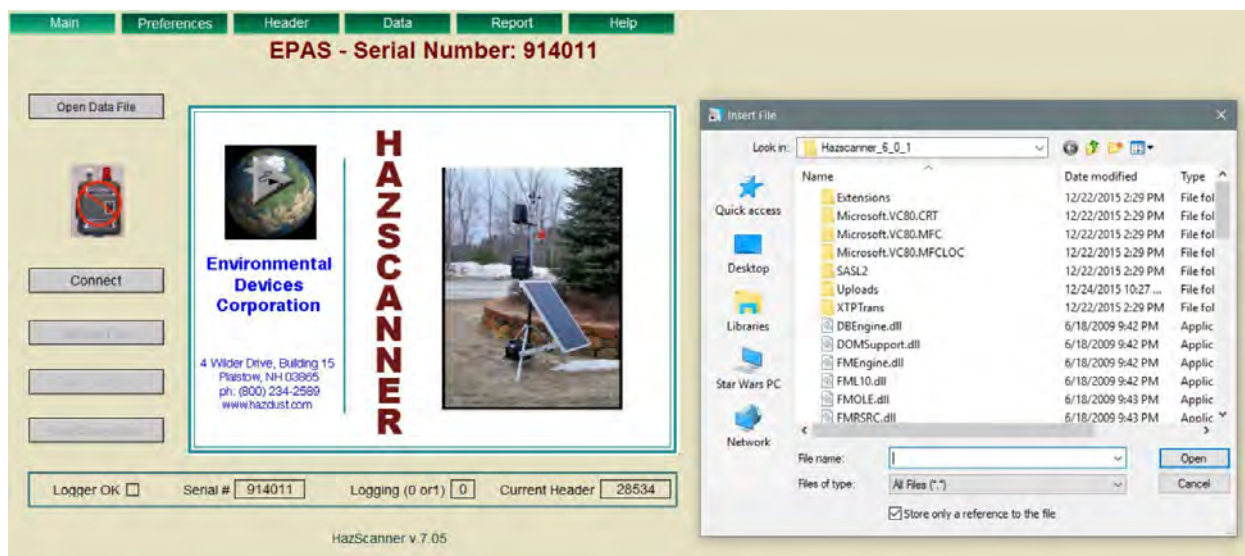 Main Preferences Header Data Report Help
EPAS - Serial Number: 914011
Open Data File
Connect
HAZSCANNER
Environmental
Devices
Corporation
4 Wilder Drive, Building 15
Plaistow, NH 03865
ph: (800) 234-2589
www.hazdust.com
Logger OK Serial # 914011 Logging (0 or1) 0 Current Header 28534
HazScanner v.7.05
Insert File
Look in: Hazscanner_6_0_1
Quick access
Desktop
Libraries
Star Wars PC
Network
Name Date modified Type
Extensions 12/22/2015 2:29 PM File fol
Microsoft.VC80.CRT 12/22/2015 2:29 PM File fol
Microsoft.VC80.MFC 12/22/2015 2:29 PM File fol
Microsoft.VC80.MFCLOC 12/22/2015 2:29 PM File fol
SASL2 12/22/2015 2:29 PM File fol
Uploads 12/24/2015 10:27 ... File fol
XTPTrans 12/22/2015 2:29 PM File fol
DBEngine.dll 6/18/2009 9:42 PM Applic
DOMSupport.dll 6/18/2009 9:42 PM Applic
FMEngine.dll 6/18/2009 9:42 PM Applic
FML10.dll 6/18/2009 9:42 PM Applic
FMOLE.dll 6/18/2009 9:43 PM Applic
FMRSRC.dll 6/18/2009 9:43 PM Applic
File name: Open
Files of type: All Files (*.*) Cancel
Store only a reference to the file